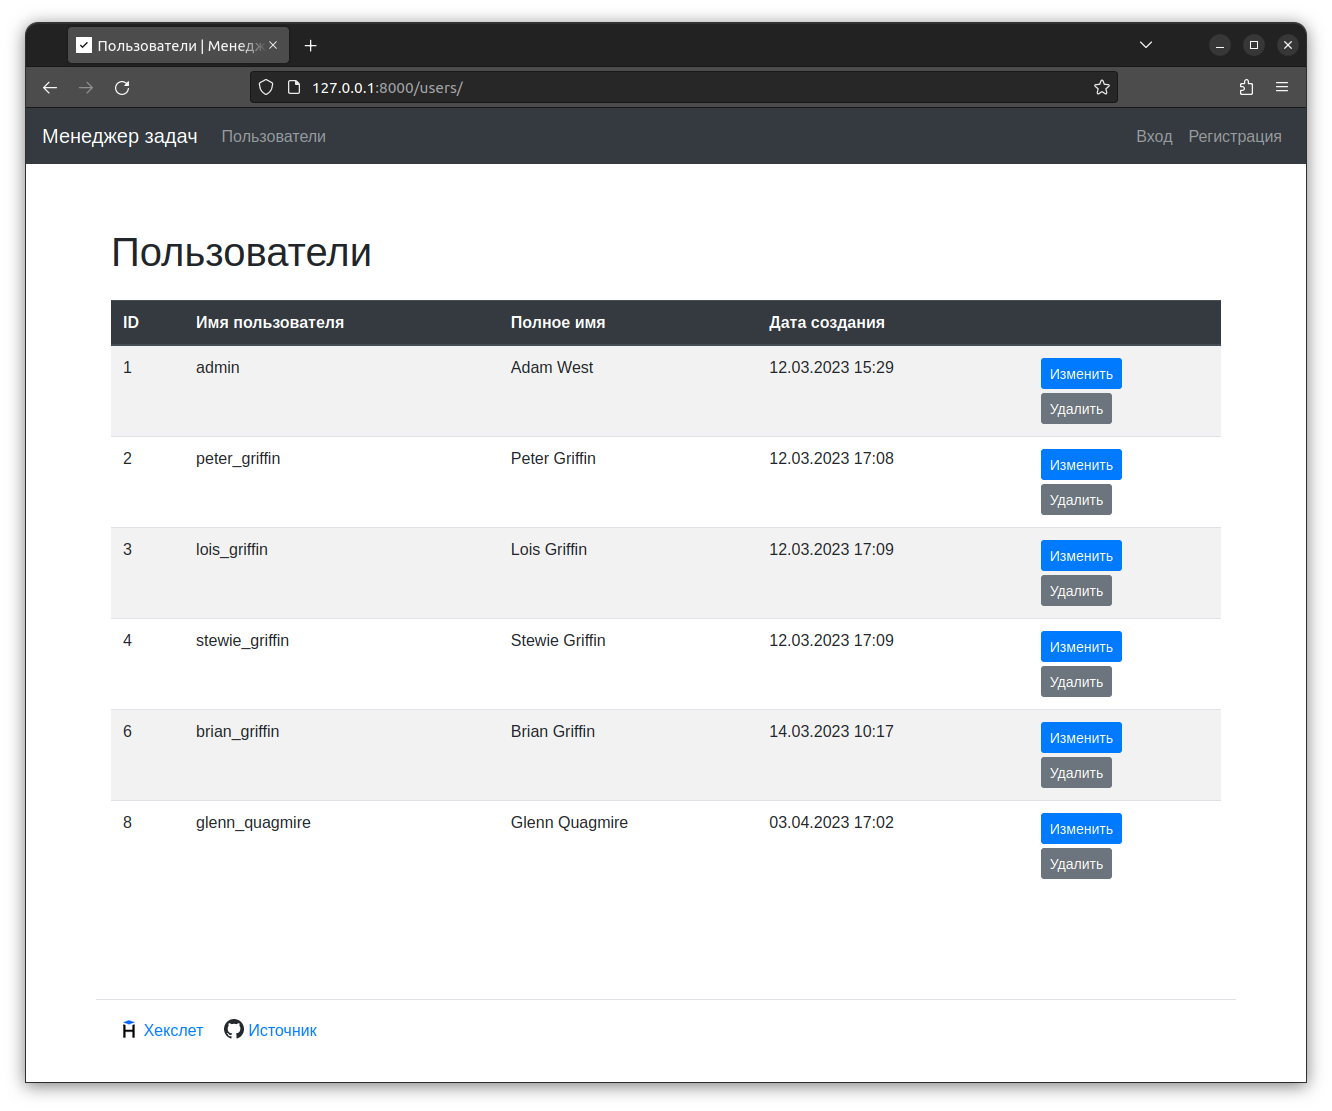 Пользователи | Менедж
127.0.0.1:8000/users/
Менеджер задач Пользователи Вход Регистрация
Пользователи
ID Имя пользователя Полное имя Дата создания
1 admin Adam West 12.03.2023 15:29 Изменить
Удалить
2 peter_griffin Peter Griffin 12.03.2023 17:08 Изменить
Удалить
3 lois_griffin Lois Griffin 12.03.2023 17:09 Изменить
Удалить
4 stewie_griffin Stewie Griffin 12.03.2023 17:09 Изменить
Удалить
6 brian_griffin Brian Griffin 14.03.2023 10:17 Изменить
Удалить
8 glenn_quagmire Glenn Quagmire 03.04.2023 17:02 Изменить
Удалить
Хекслет Источник